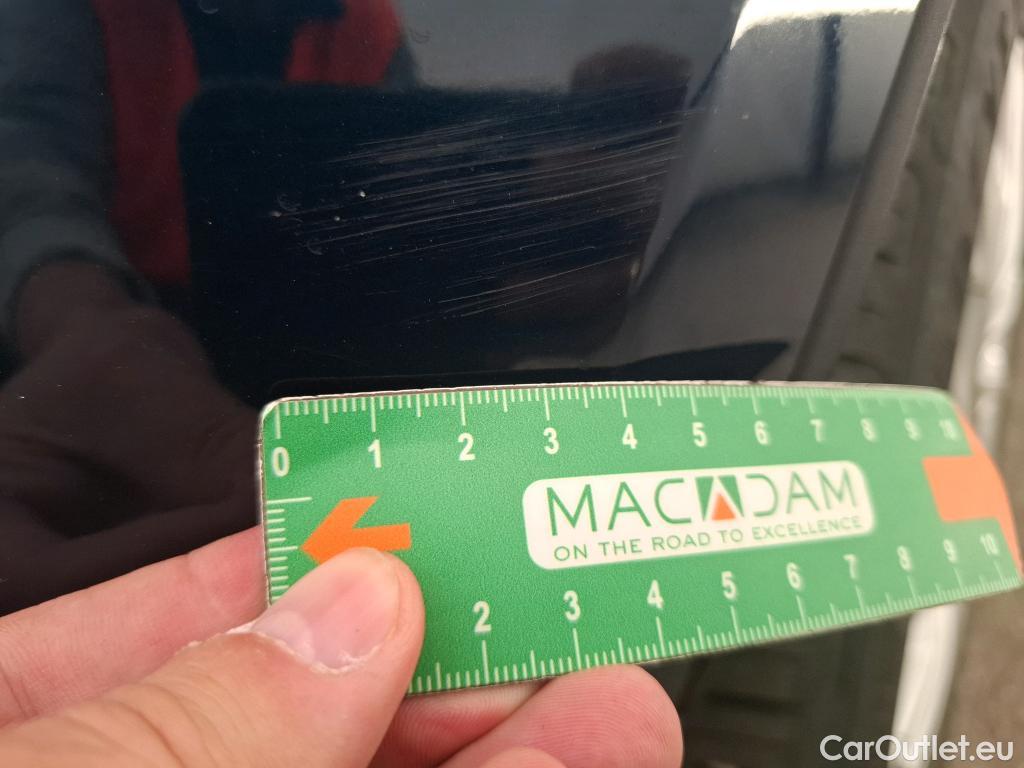 0 1 2 3 4 5 6 7 8 9 10
MACADAM
ON THE ROAD TO EXCELLENCE
2 3 4 5 6 7 8 9 10
CarOutlet.eu